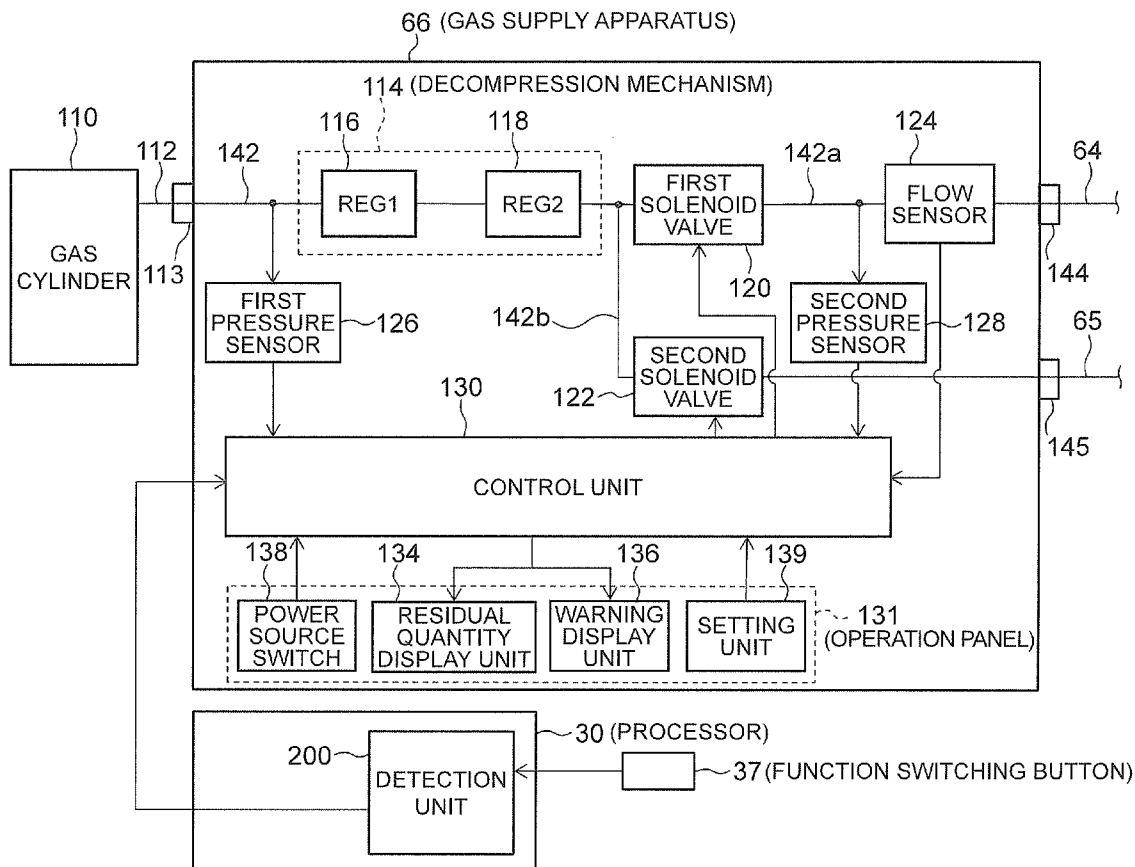 66 (GAS SUPPLY APPARATUS)
114 (DECOMPRESSION MECHANISM)
110
112
142
116
118
142a
124
64
GAS
CYLINDER
113
REG1
REG2
FIRST
SOLENOID
VALVE
FLOW
SENSOR
144
120
FIRST
PRESSURE
SENSOR
126
142b
SECOND
PRESSURE
SENSOR
128
65
SECOND
SOLENOID
VALVE
122
145
130
CONTROL UNIT
138
134
136
139
POWER
SOURCE
SWITCH
RESIDUAL
QUANTITY
DISPLAY UNIT
WARNING
DISPLAY
UNIT
SETTING
UNIT
131
(OPERATION PANEL)
30 (PROCESSOR)
200
DETECTION
UNIT
37 (FUNCTION SWITCHING BUTTON)